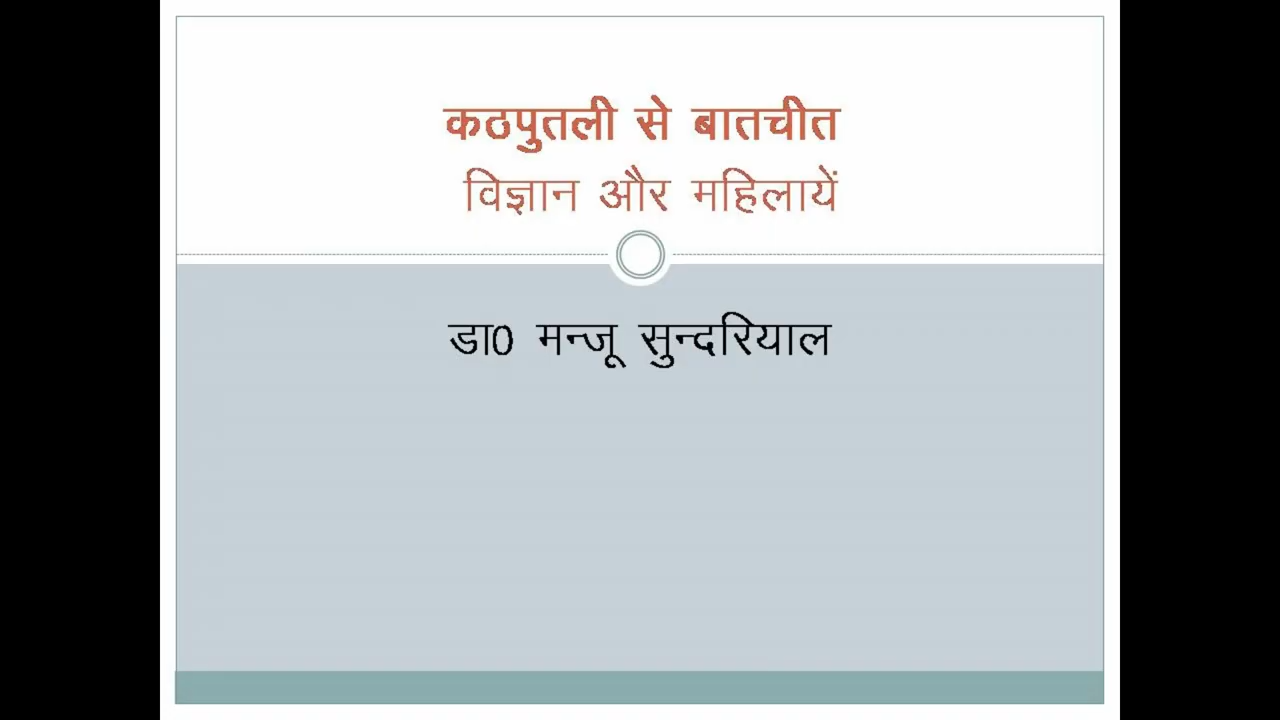 कठपुतली से बातचीत
विज्ञान और महिलायें
डा0 मन्जू सुन्दरियाल